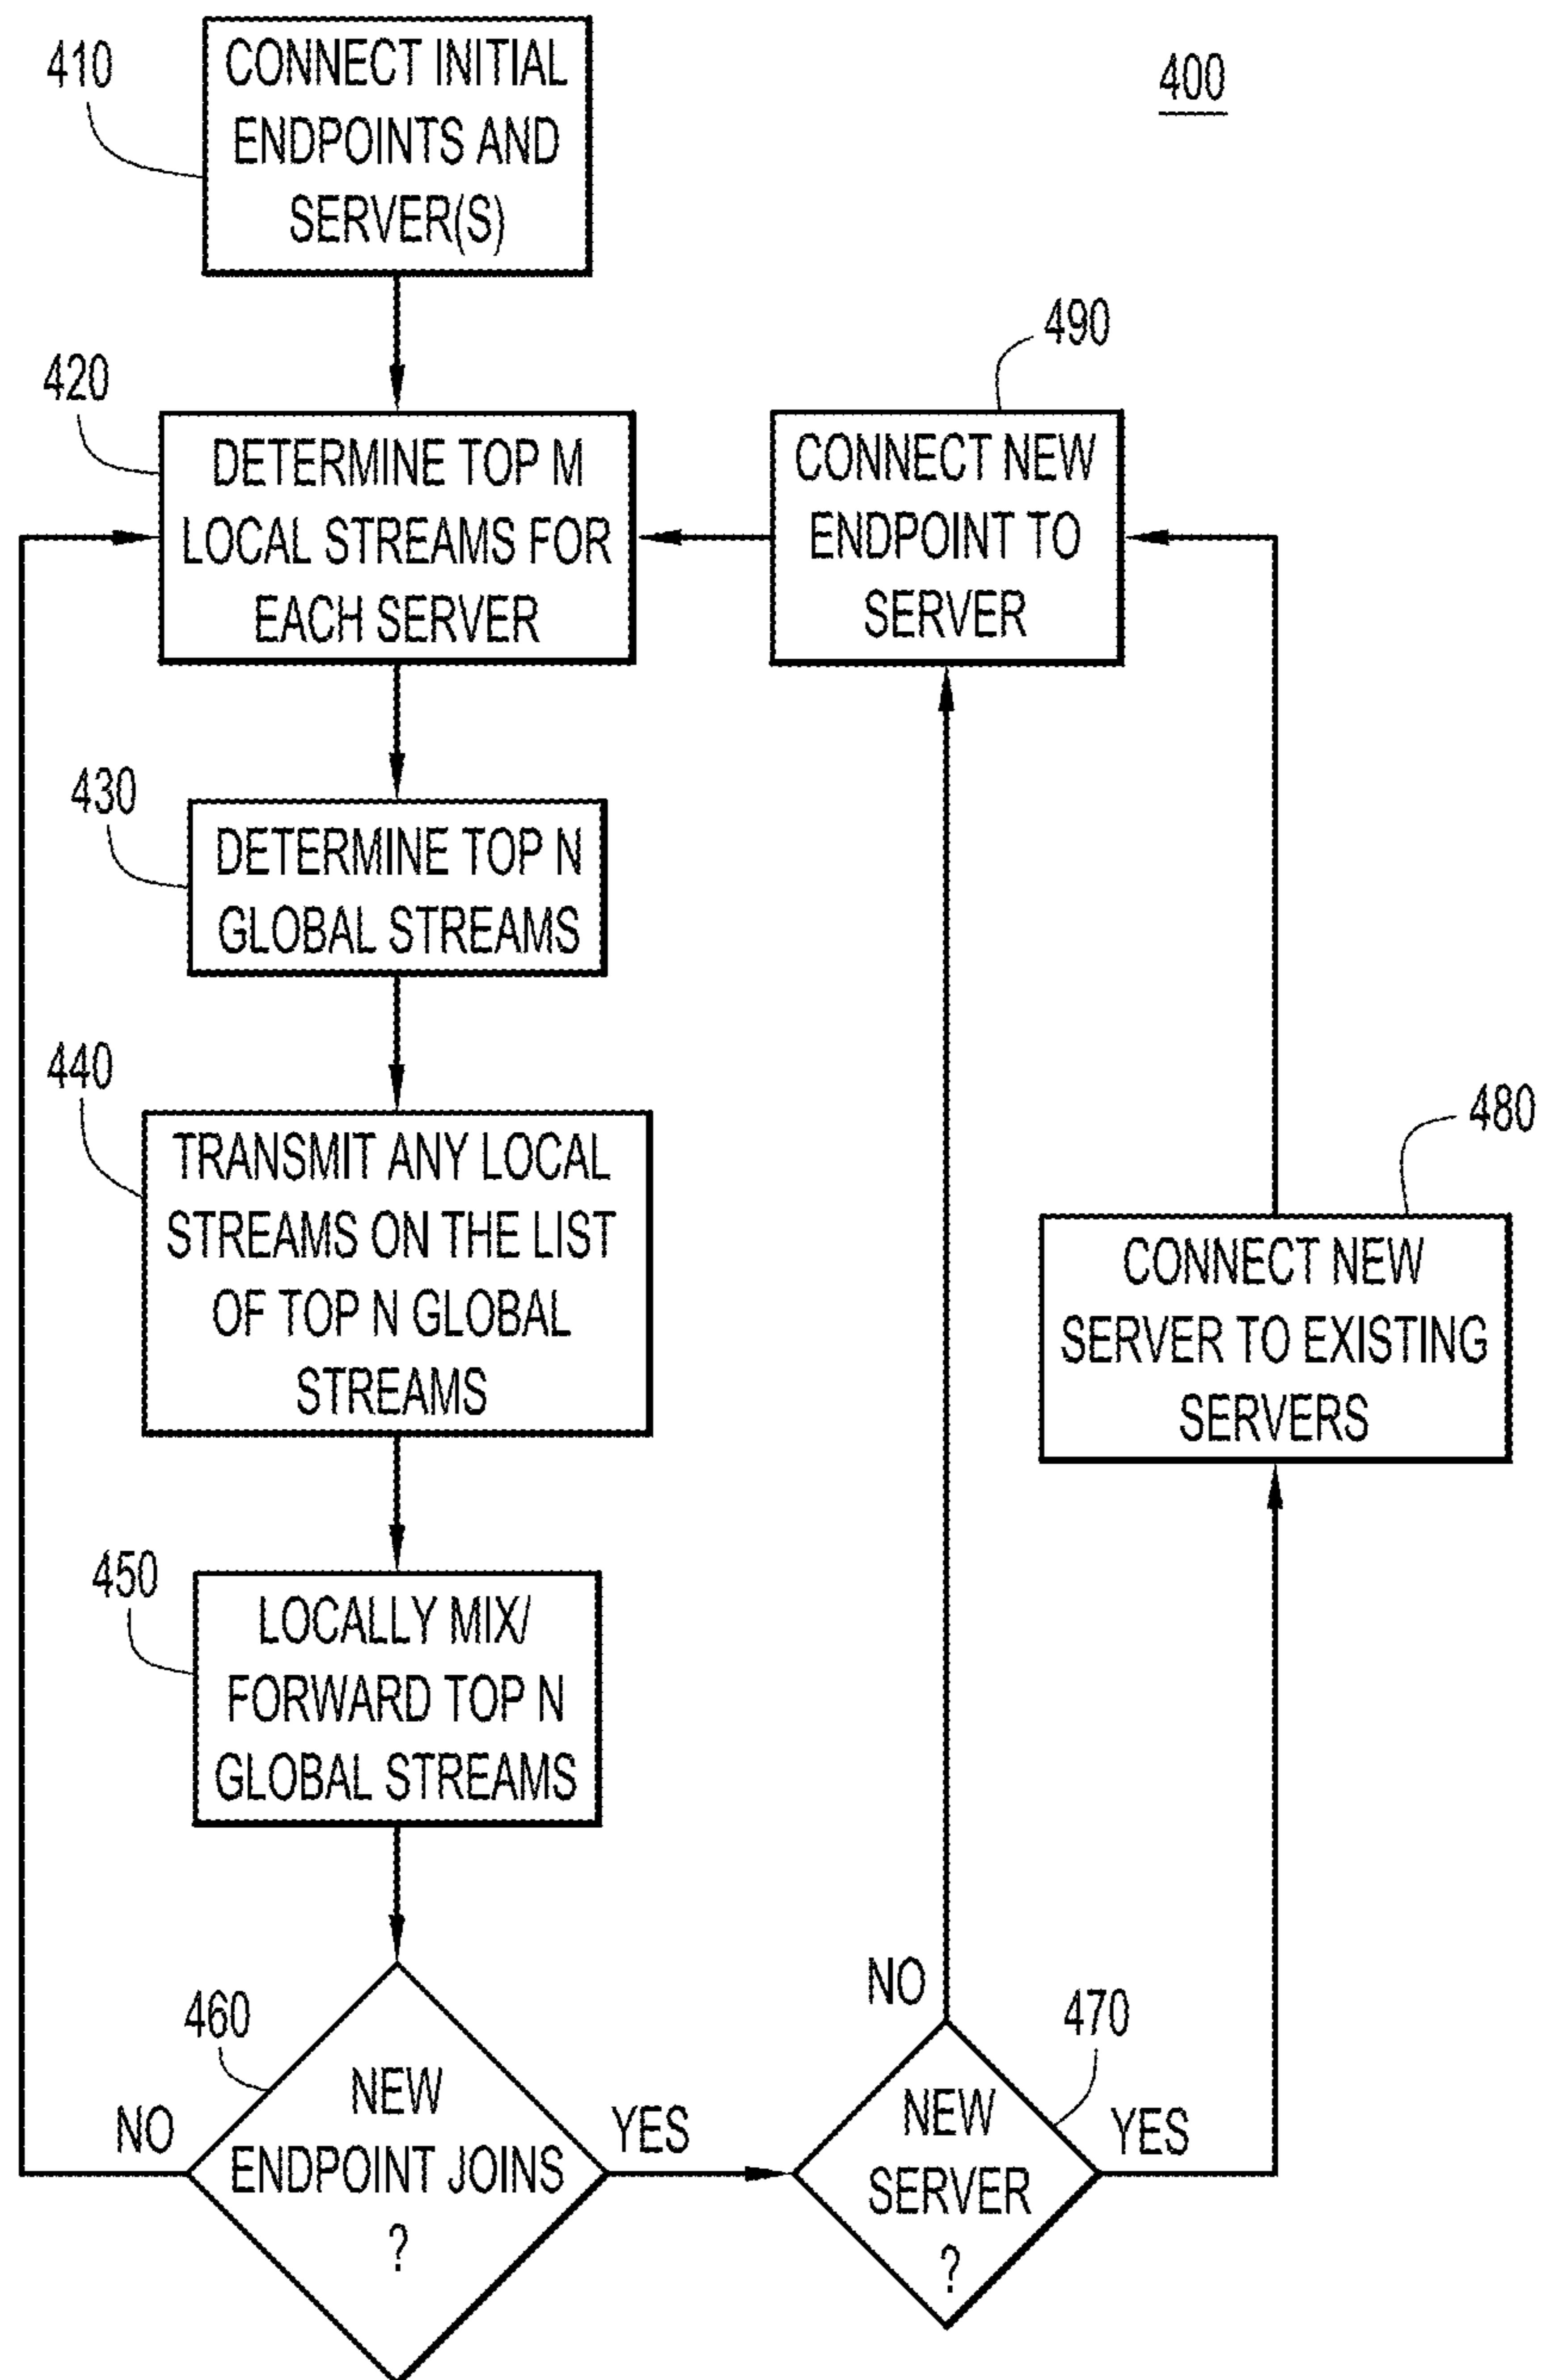 400
410
CONNECT INITIAL
ENDPOINTS AND
SERVER(S)
420
DETERMINE TOP M
LOCAL STREAMS FOR
EACH SERVER
490
CONNECT NEW
ENDPOINT TO
SERVER
430
DETERMINE TOP N
GLOBAL STREAMS
440
TRANSMIT ANY LOCAL
STREAMS ON THE LIST
OF TOP N GLOBAL
STREAMS
480
CONNECT NEW
SERVER TO EXISTING
SERVERS
450
LOCALLY MIX/
FORWARD TOP N
GLOBAL STREAMS
460
NEW
ENDPOINT JOINS
?
NO
YES
470
NEW
SERVER
?
NO
YES